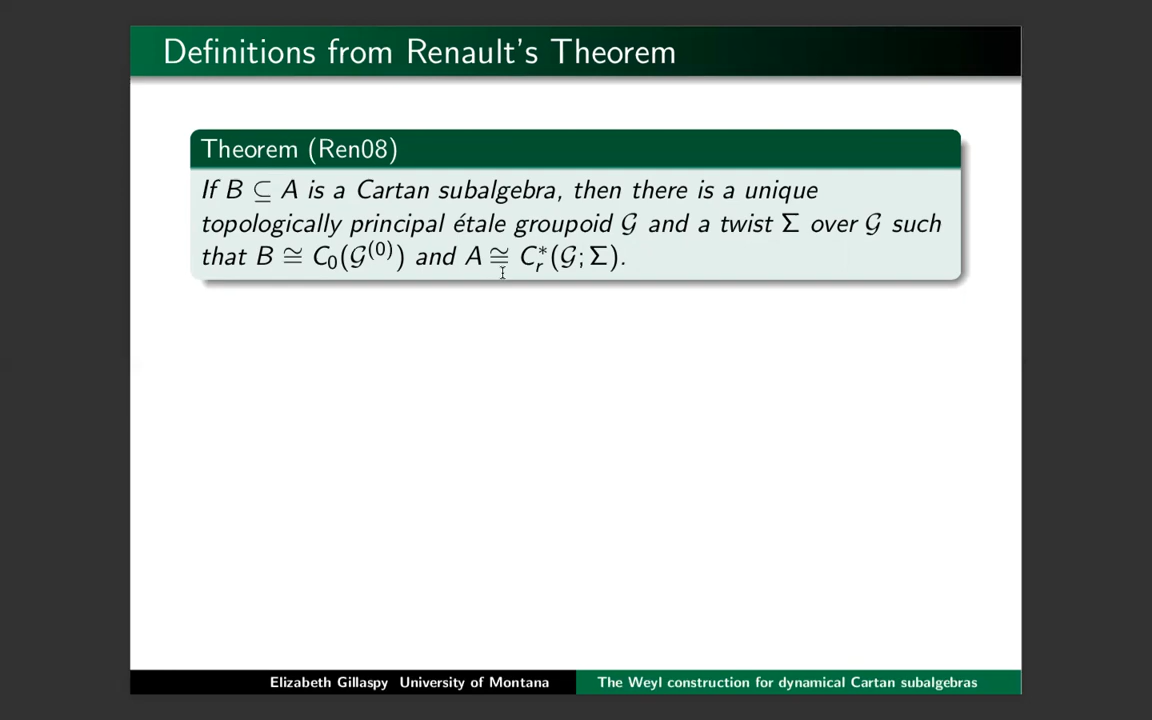 Definitions from Renault's Theorem
Theorem (Ren08)
If B ⊆ A is a Cartan subalgebra, then there is a unique
topologically principal étale groupoid 𝒢 and a twist Σ over 𝒢 such
that B ≅ C₀(𝒢⁽⁰⁾) and A ≅ C*ᵣ(𝒢; Σ).
Elizabeth Gillaspy University of Montana
The Weyl construction for dynamical Cartan subalgebras